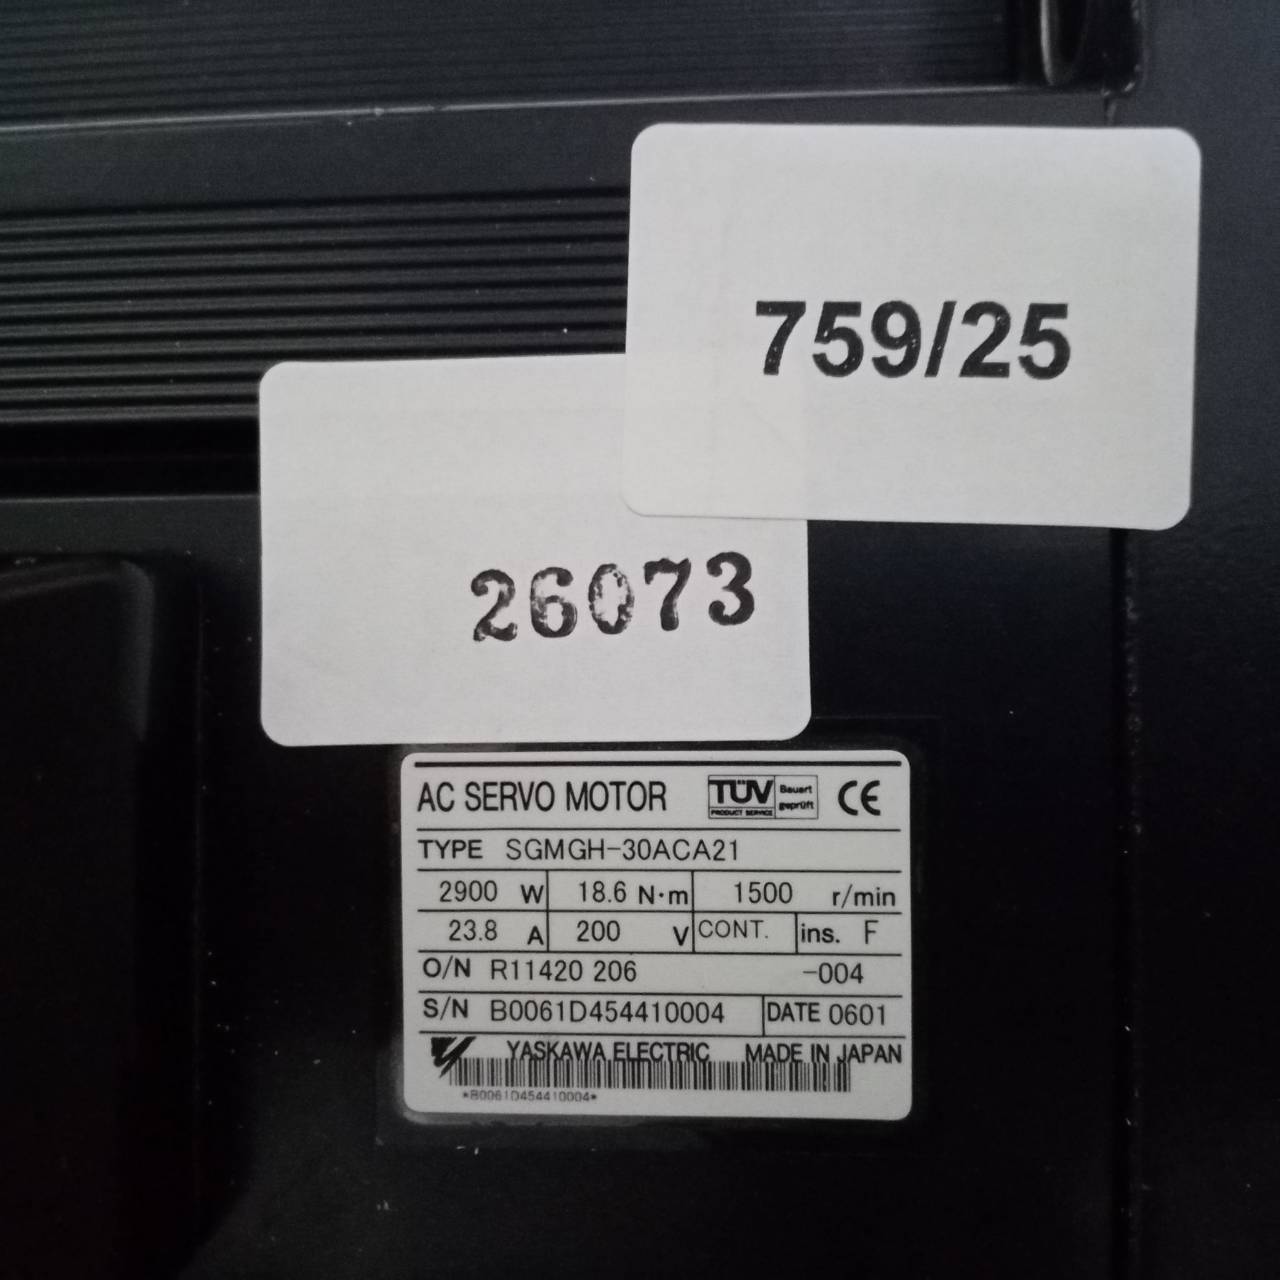 759/25
26073
AC SERVO MOTOR TÜV PRODUCT SERVICE Bauart geprüft CE
TYPE SGMGH-30ACA21
2900 W 18.6 N·m 1500 r/min
23.8 A 200 V CONT. ins. F
O/N R11420 206 -004
S/N B0061D454410004 DATE 0601
YASKAWA ELECTRIC MADE IN JAPAN
*B0061D454410004*